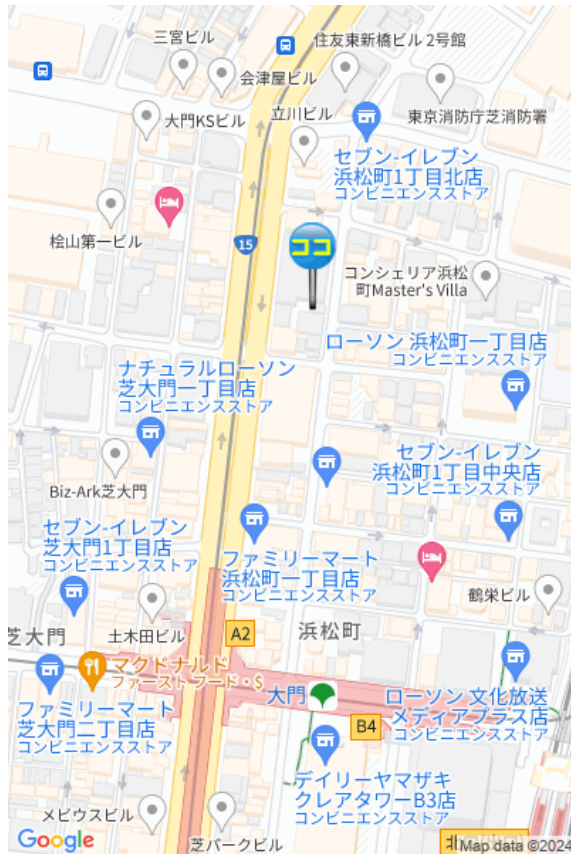 三宮ビル
会津屋ビル
住友東新橋ビル 2号館
大門KSビル
立川ビル
東京消防庁芝消防署
セブン-イレブン
浜松町1丁目北店
コンビニエンスストア
桧山第一ビル
15
ココ
コンシェリア浜松
町Master's Villa
ローソン 浜松町一丁目店
コンビニエンスストア
ナチュラルローソン
芝大門一丁目店
コンビニエンスストア
セブン-イレブン
浜松町1丁目中央店
コンビニエンスストア
Biz-Ark芝大門
セブン-イレブン
芝大門1丁目店
コンビニエンスストア
ファミリーマート
浜松町一丁目店
コンビニエンスストア
鶴栄ビル
芝大門
土木田ビル
A2
浜松町
マクドナルド
ファーストフード・$
大門
ローソン 文化放送
メディアプラス店
コンビニエンスストア
ファミリーマート
芝大門二丁目店
コンビニエンスストア
B4
デイリーヤマザキ
クレアタワーB3店
コンビニエンスストア
メビウスビル
芝パークビル
Google
北
Map data ©2024